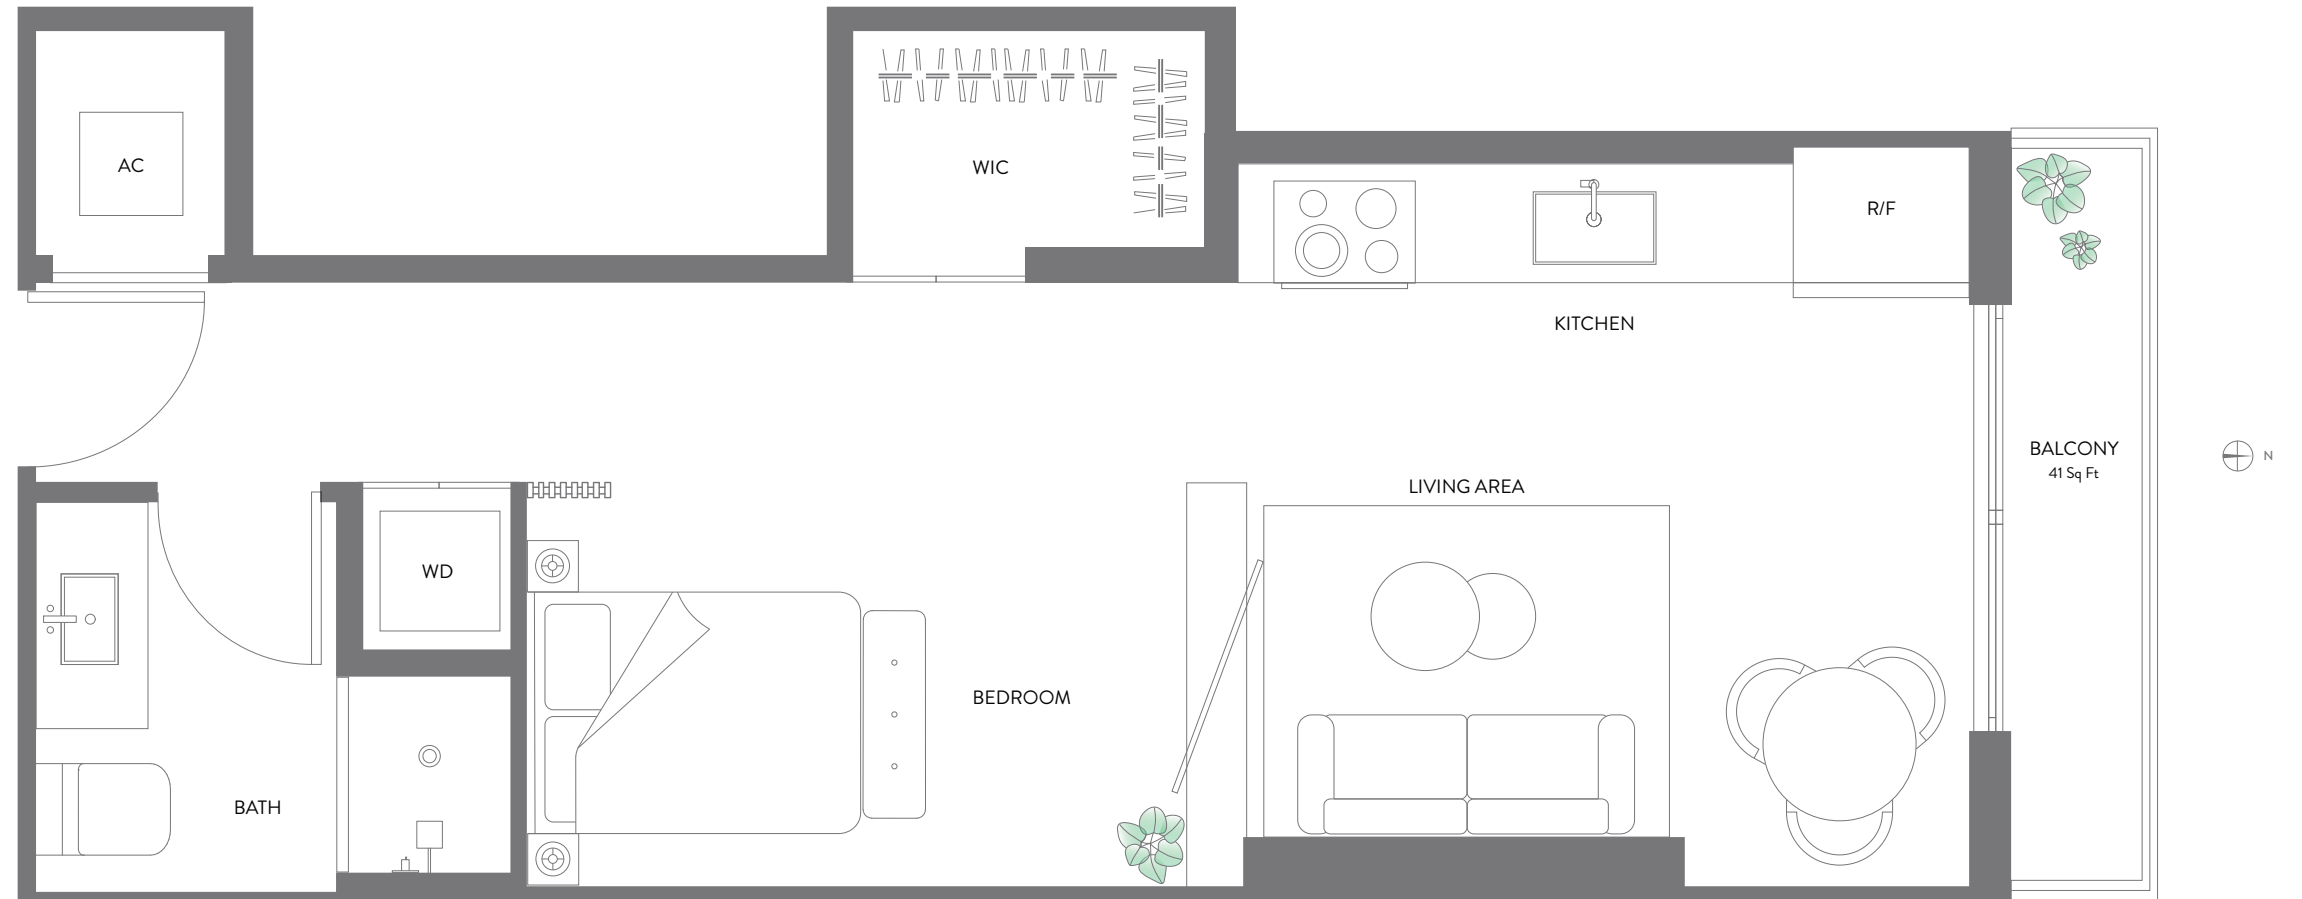 AC
WIC
R/F
KITCHEN
BALCONY
41 Sq Ft
N
LIVING AREA
WD
BEDROOM
BATH